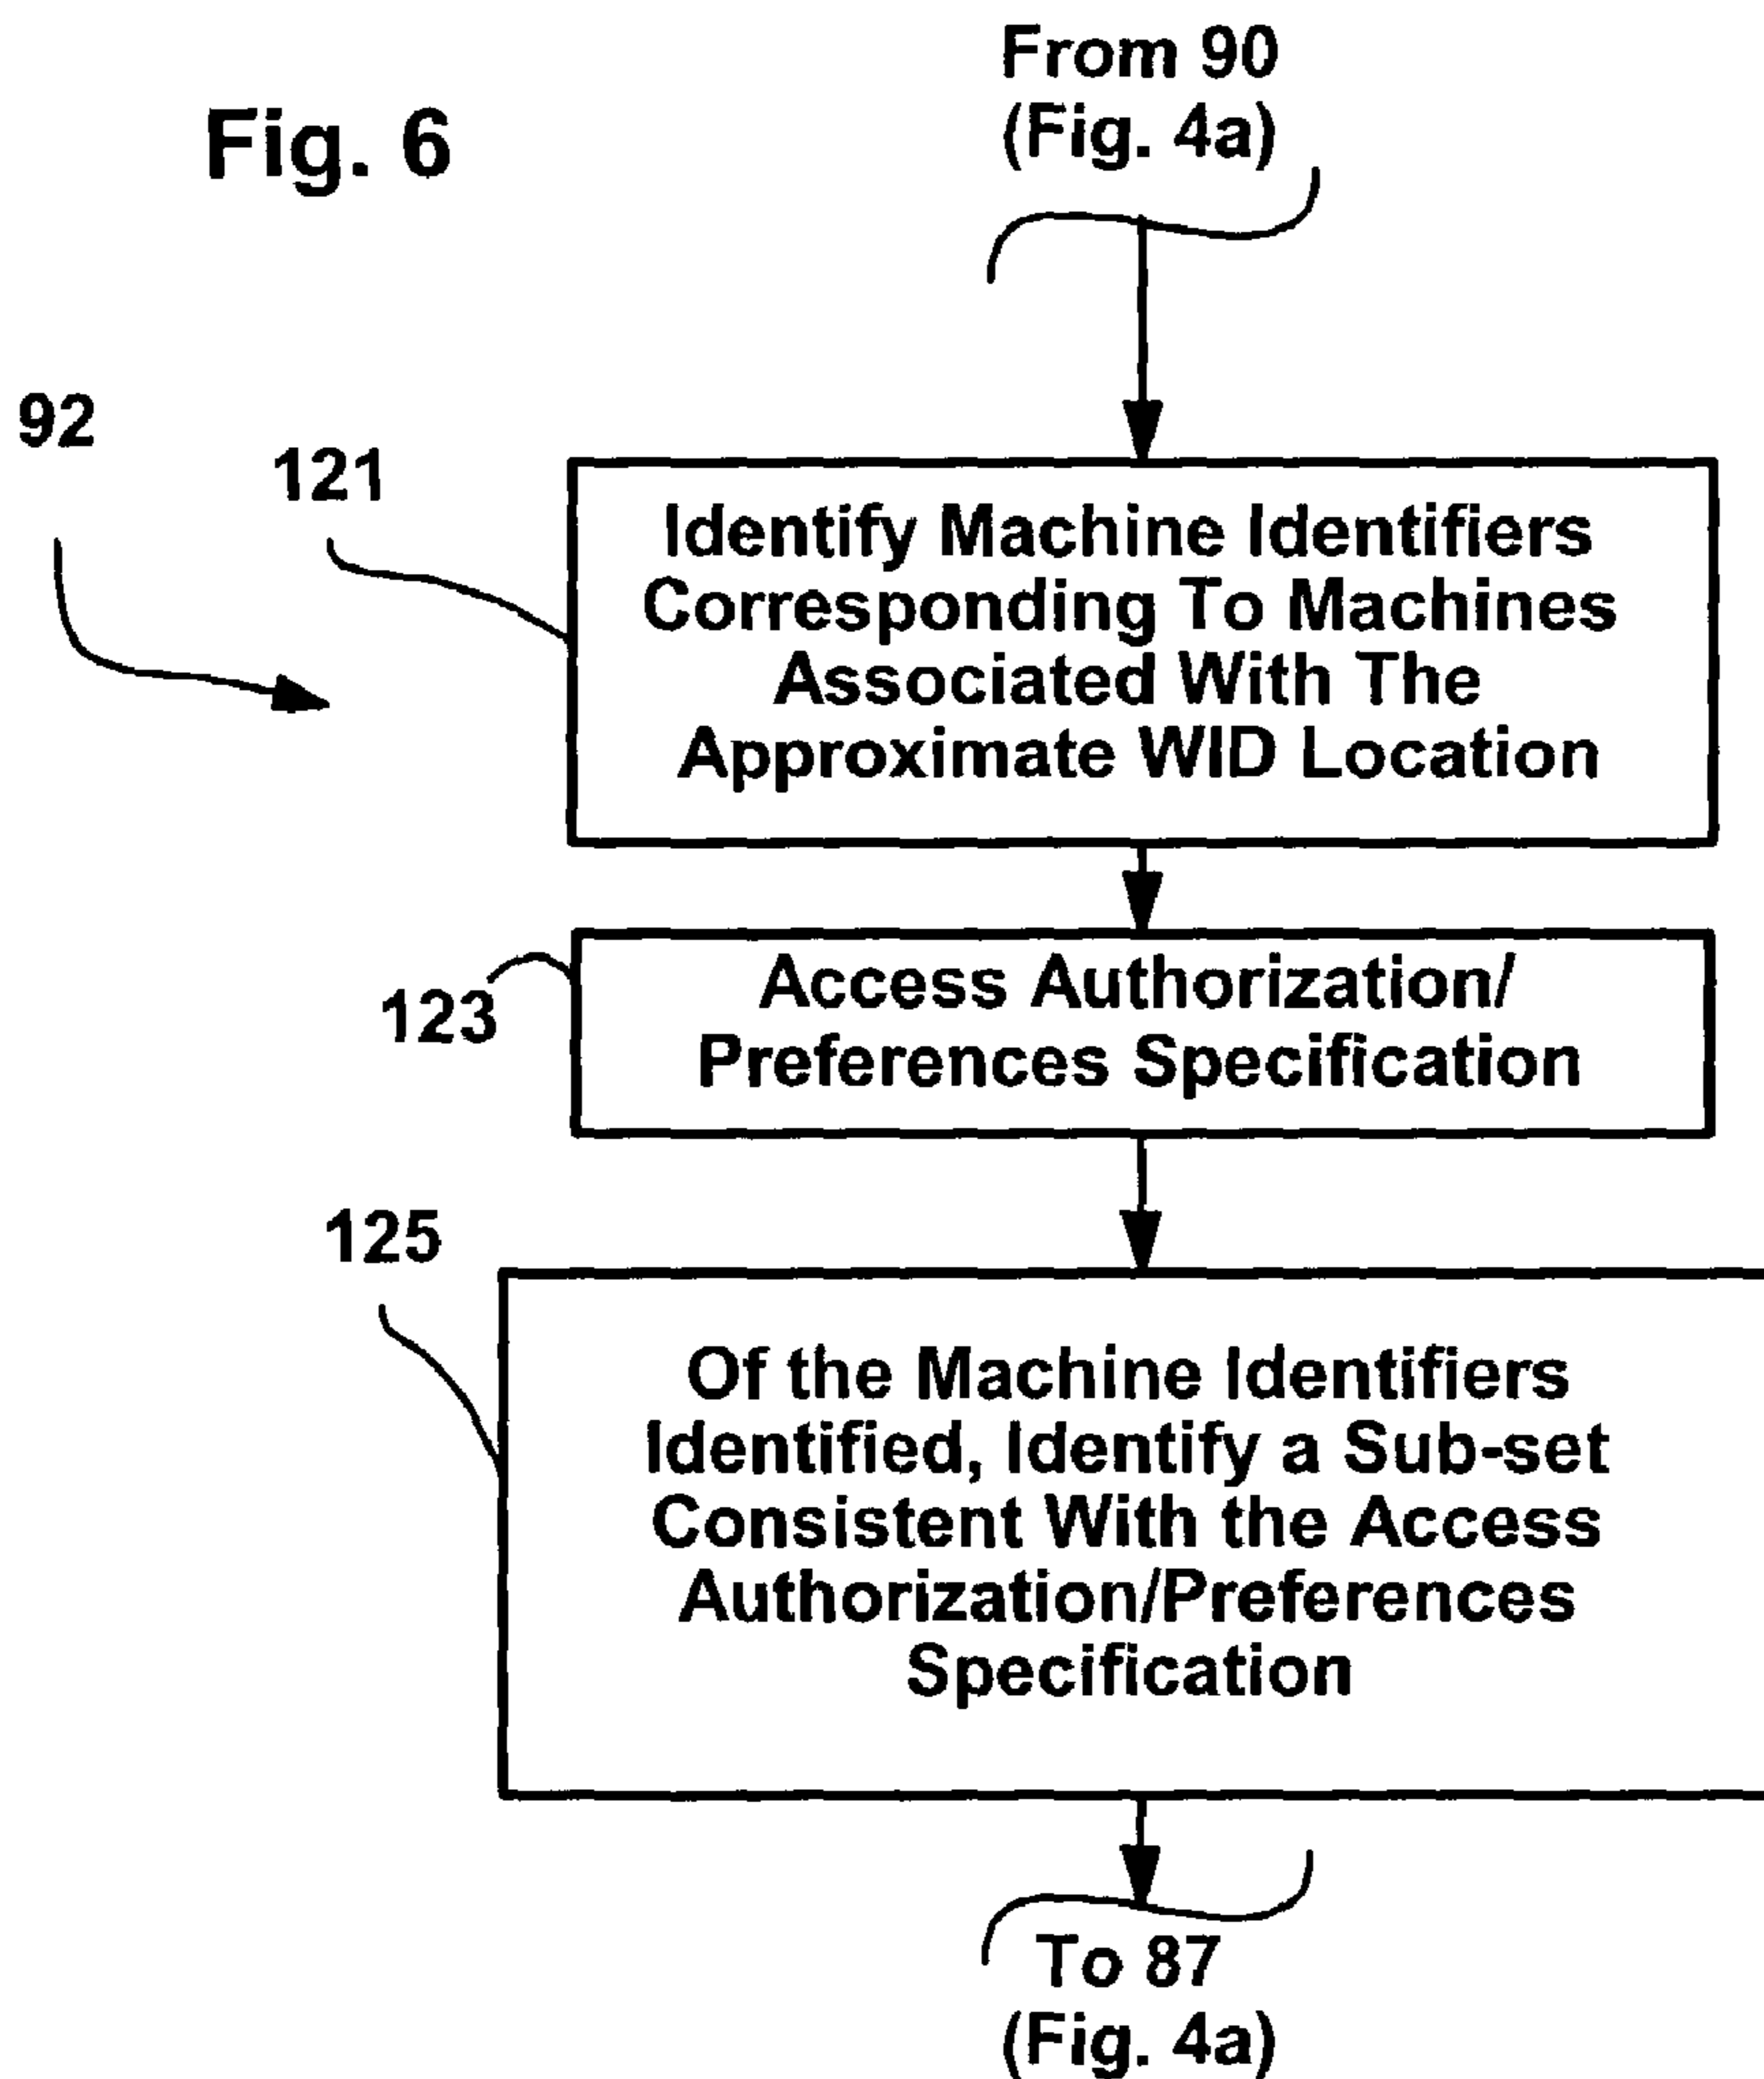 From 90
(Fig. 4a)
Fig. 6
92
121
Identify Machine Identifiers
Corresponding To Machines
Associated With The
Approximate WID Location
123
Access Authorization/
Preferences Specification
125
Of the Machine Identifiers
Identified, Identify a Sub-set
Consistent With the Access
Authorization/Preferences
Specification
To 87
(Fig. 4a)